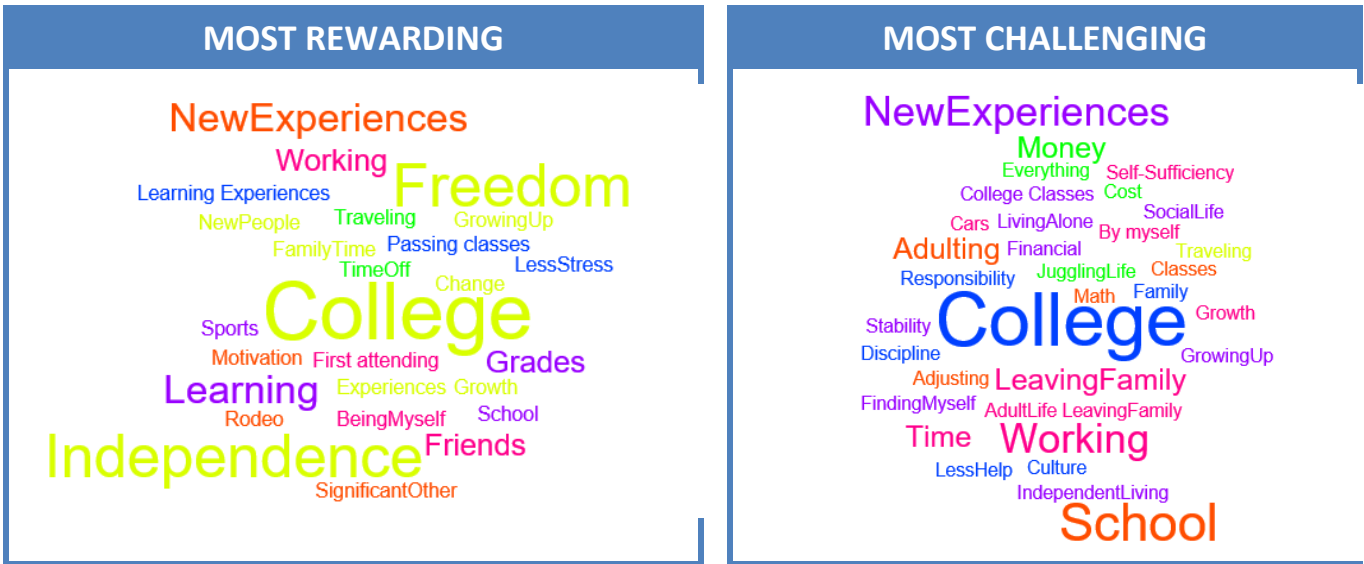 MOST REWARDING
NewExperiences
Working
Freedom
Learning Experiences
NewPeople Traveling GrowingUp
FamilyTime Passing classes
TimeOff LessStress
Change
College
Sports
Motivation First attending Grades
Learning Experiences Growth
Rodeo BeingMyself School
Independence Friends
SignificantOther
MOST CHALLENGING
NewExperiences
Money
Everything Self-Sufficiency
College Classes Cost
Cars LivingAlone SocialLife
By myself
Adulting Financial Traveling
Responsibility JugglingLife Classes
Math Family
Stability College Growth
Discipline GrowingUp
Adjusting LeavingFamily
FindingMyself AdultLife LeavingFamily
Time Working
LessHelp Culture
IndependentLiving
School